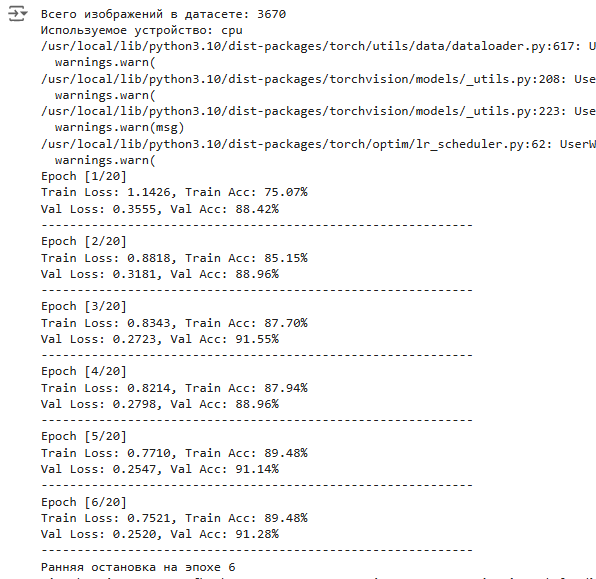 Всего изображений в датасете: 3670
Используемое устройство: cpu
/usr/local/lib/python3.10/dist-packages/torch/utils/data/dataloader.py:617: U
warnings.warn(
/usr/local/lib/python3.10/dist-packages/torchvision/models/_utils.py:208: Use
warnings.warn(
/usr/local/lib/python3.10/dist-packages/torchvision/models/_utils.py:223: Use
warnings.warn(msg)
/usr/local/lib/python3.10/dist-packages/torch/optim/lr_scheduler.py:62: UserW
warnings.warn(
Epoch [1/20]
Train Loss: 1.1426, Train Acc: 75.07%
Val Loss: 0.3555, Val Acc: 88.42%
------------------------------------------------------------
Epoch [2/20]
Train Loss: 0.8818, Train Acc: 85.15%
Val Loss: 0.3181, Val Acc: 88.96%
------------------------------------------------------------
Epoch [3/20]
Train Loss: 0.8343, Train Acc: 87.70%
Val Loss: 0.2723, Val Acc: 91.55%
------------------------------------------------------------
Epoch [4/20]
Train Loss: 0.8214, Train Acc: 87.94%
Val Loss: 0.2798, Val Acc: 88.96%
------------------------------------------------------------
Epoch [5/20]
Train Loss: 0.7710, Train Acc: 89.48%
Val Loss: 0.2547, Val Acc: 91.14%
------------------------------------------------------------
Epoch [6/20]
Train Loss: 0.7521, Train Acc: 89.48%
Val Loss: 0.2520, Val Acc: 91.28%
------------------------------------------------------------
Ранняя остановка на эпохе 6